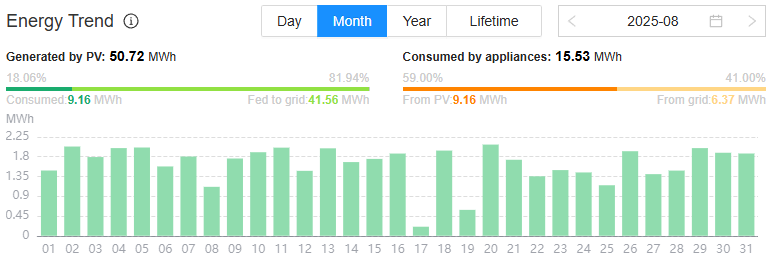 Energy Trend
Day Month Year Lifetime
2025-08
Generated by PV: 50.72 MWh
Consumed by appliances: 15.53 MWh
18.06% 81.94%
59.00% 41.00%
Consumed:9.16 MWh Fed to grid:41.56 MWh
From PV:9.16 MWh From grid:6.37 MWh
MWh
2.25
1.8
1.35
0.9
0.45
0
01 02 03 04 05 06 07 08 09 10 11 12 13 14 15 16 17 18 19 20 21 22 23 24 25 26 27 28 29 30 31